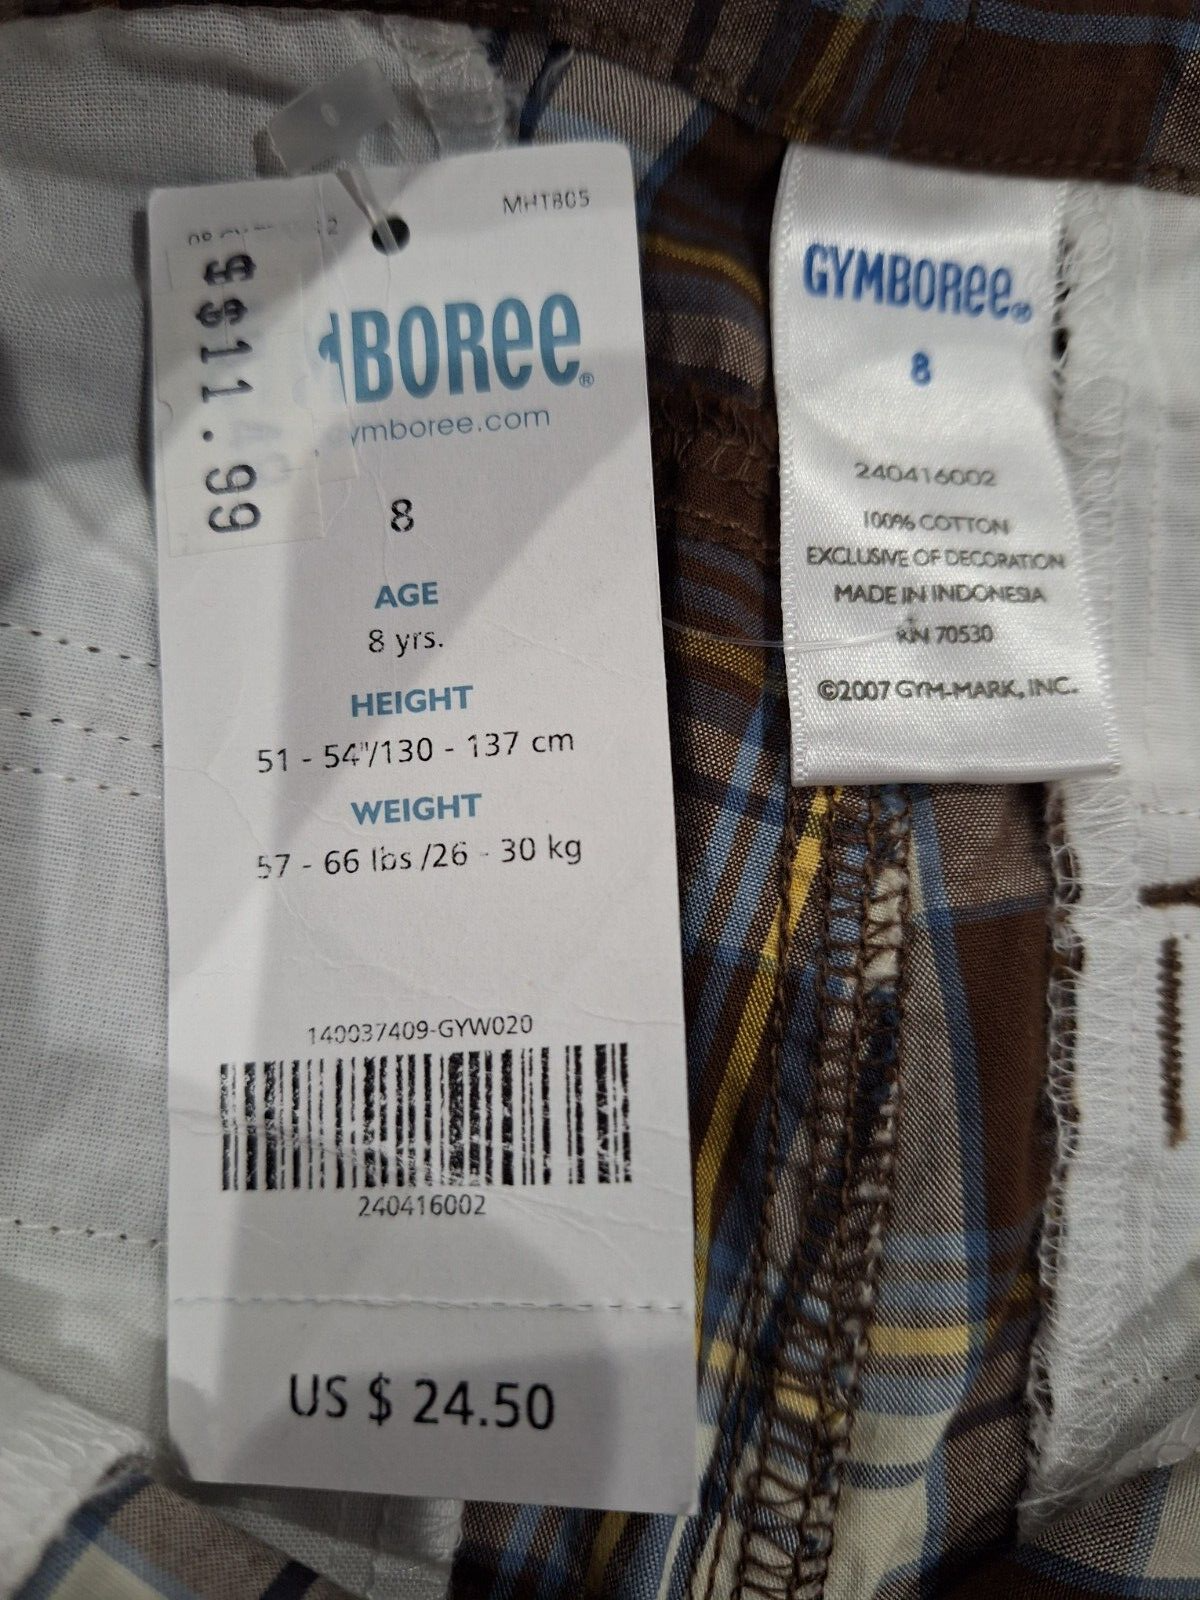 MHT805
$11.99
BOREE®
ymboree.com
8
AGE
8 yrs.
HEIGHT
51 - 54"/130 - 137 cm
WEIGHT
57 - 66 lbs /26 - 30 kg
140037409-GYW020
240416002
US $ 24.50
GYMBOREE®
8
240416002
100% COTTON
EXCLUSIVE OF DECORATION
MADE IN INDONESIA
RN 70530
©2007 GYM-MARK, INC.